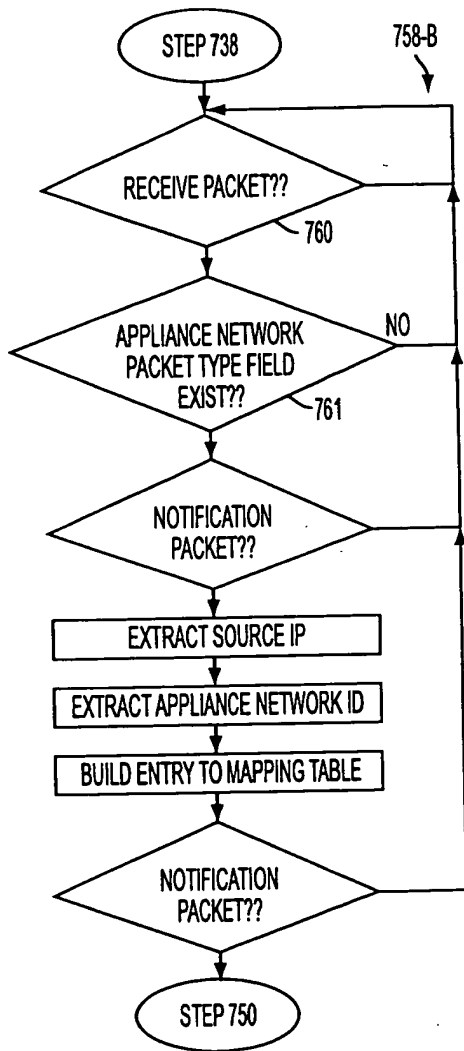 STEP 738
758-B
RECEIVE PACKET??
760
APPLIANCE NETWORK
PACKET TYPE FIELD
EXIST??
NO
761
NOTIFICATION
PACKET??
EXTRACT SOURCE IP
EXTRACT APPLIANCE NETWORK ID
BUILD ENTRY TO MAPPING TABLE
NOTIFICATION
PACKET??
STEP 750